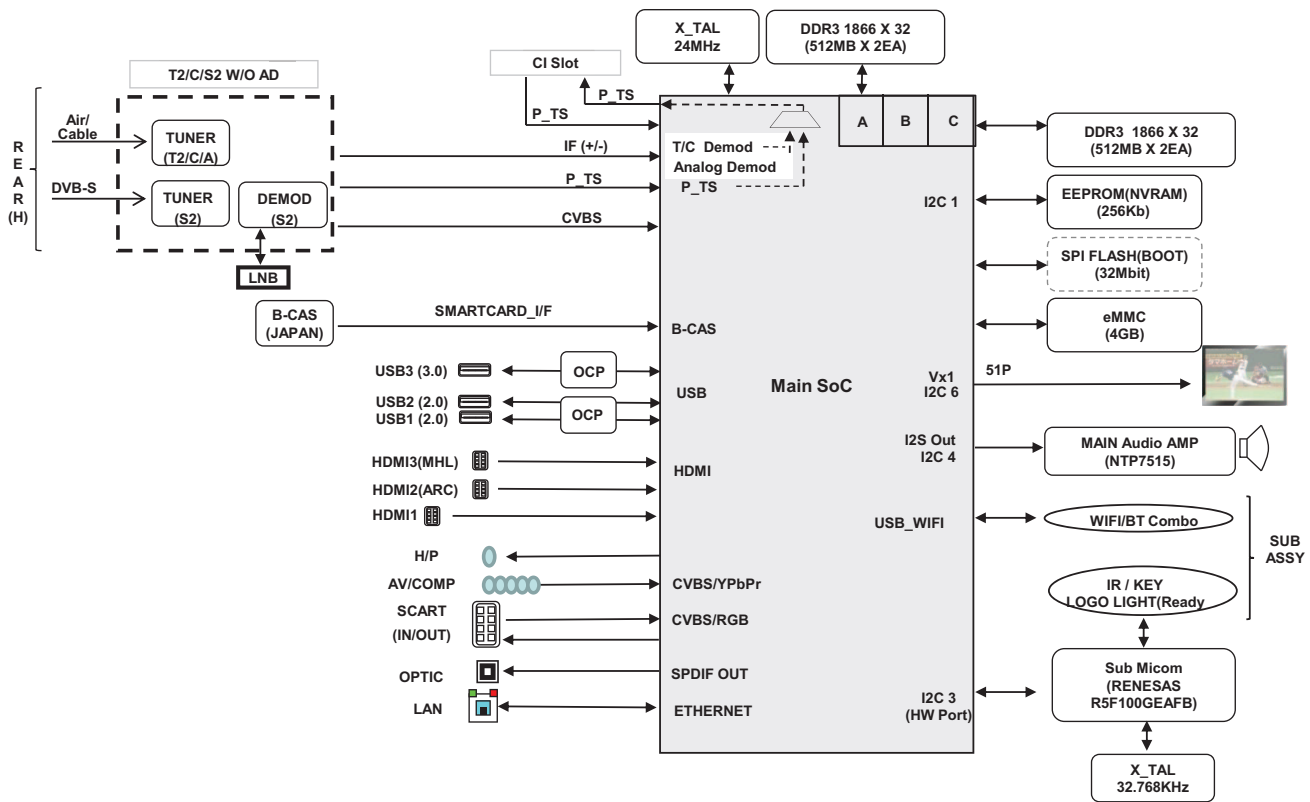 X_TAL
24MHz
DDR3 1866 X 32
(512MB X 2EA)
CI Slot
T2/C/S2 W/O AD
P_TS
P_TS
A
B
C
R
E
A
R
(H)
Air/
Cable
TUNER
(T2/C/A)
DVB-S
TUNER
(S2)
DEMOD
(S2)
LNB
IF (+/-)
P_TS
CVBS
T/C Demod
Analog Demod
P_TS
DDR3 1866 X 32
(512MB X 2EA)
I2C 1
EEPROM(NVRAM)
(256Kb)
SPI FLASH(BOOT)
(32Mbit)
B-CAS
(JAPAN)
SMARTCARD_I/F
B-CAS
eMMC
(4GB)
USB3 (3.0)
OCP
USB2 (2.0)
USB1 (2.0)
OCP
USB
Main SoC
Vx1
I2C 6
51P
I2S Out
I2C 4
MAIN Audio AMP
(NTP7515)
HDMI3(MHL)
HDMI2(ARC)
HDMI1
HDMI
USB_WIFI
WIFI/BT Combo
SUB
ASSY
H/P
AV/COMP
CVBS/YPbPr
IR / KEY
LOGO LIGHT(Ready
SCART
(IN/OUT)
CVBS/RGB
OPTIC
SPDIF OUT
LAN
ETHERNET
I2C 3
(HW Port)
Sub Micom
(RENESAS
R5F100GEAFB)
X_TAL
32.768KHz